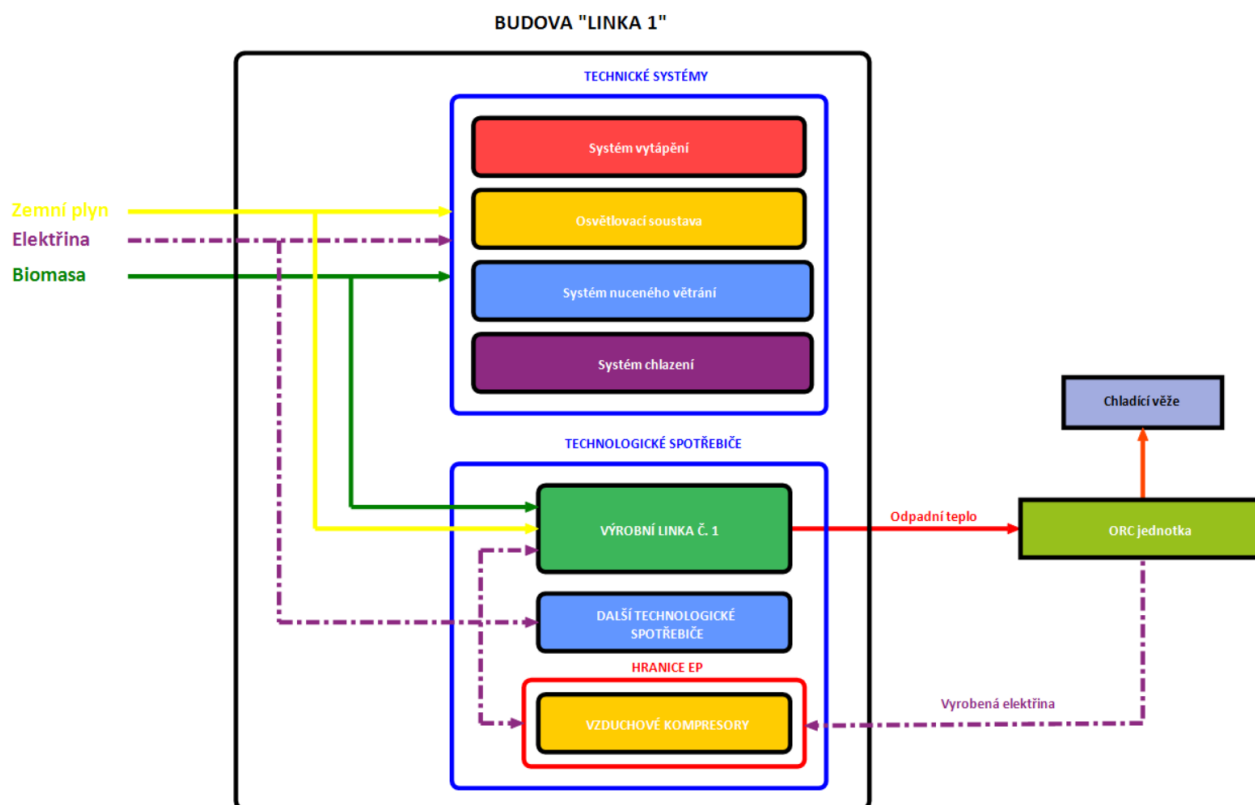 BUDOVA "LINKA 1"
TECHNICKÉ SYSTÉMY
Systém vytápění
Osvětlovací soustava
Systém nuceného větrání
Systém chlazení
Zemní plyn
Elektřina
Biomasa
TECHNOLOGICKÉ SPOTŘEBIČE
VÝROBNÍ LINKA Č. 1
DALŠÍ TECHNOLOGICKÉ
SPOTŘEBIČE
HRANICE EP
VZDUCHOVÉ KOMPRESORY
Odpadní teplo
Chladící věže
ORC jednotka
Vyrobená elektřina